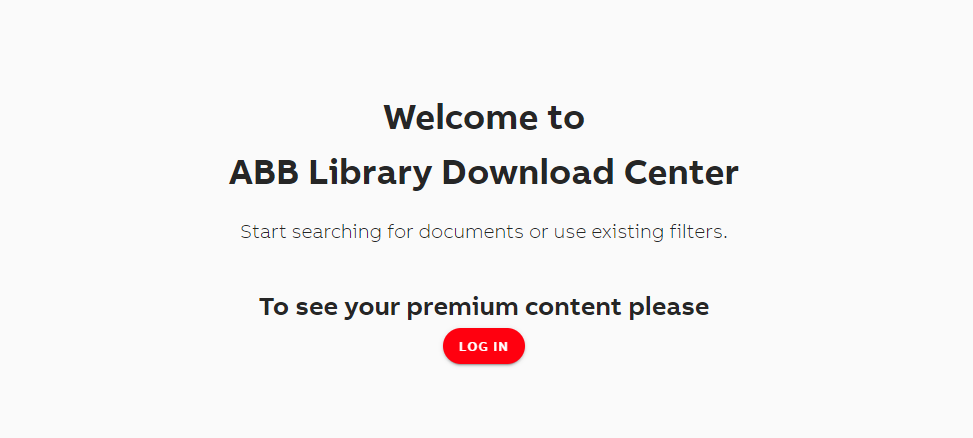 Welcome to
ABB Library Download Center
Start searching for documents or use existing filters.
To see your premium content please
LOG IN